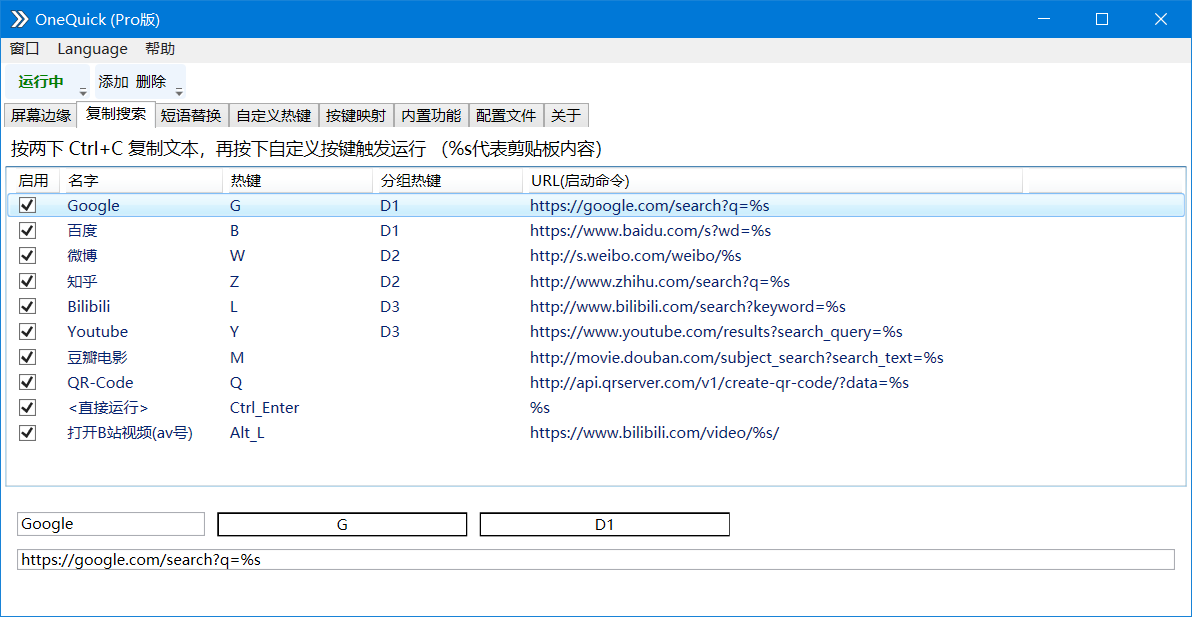 OneQuick (Pro版)
窗口 Language 帮助
运行中 添加 删除
屏幕边缘 复制搜索 短语替换 自定义热键 按键映射 内置功能 配置文件 关于
按两下 Ctrl+C 复制文本，再按下自定义按键触发运行 （%s代表剪贴板内容）
启用 名字 热键 分组热键 URL(启动命令)
Google G D1 https://google.com/search?q=%s
百度 B D1 https://www.baidu.com/s?wd=%s
微博 W D2 http://s.weibo.com/weibo/%s
知乎 Z D2 http://www.zhihu.com/search?q=%s
Bilibili L D3 http://www.bilibili.com/search?keyword=%s
Youtube Y D3 https://www.youtube.com/results?search_query=%s
豆瓣电影 M http://movie.douban.com/subject_search?search_text=%s
QR-Code Q http://api.qrserver.com/v1/create-qr-code/?data=%s
<直接运行> Ctrl_Enter %s
打开B站视频(av号) Alt_L https://www.bilibili.com/video/%s/
Google G D1
https://google.com/search?q=%s